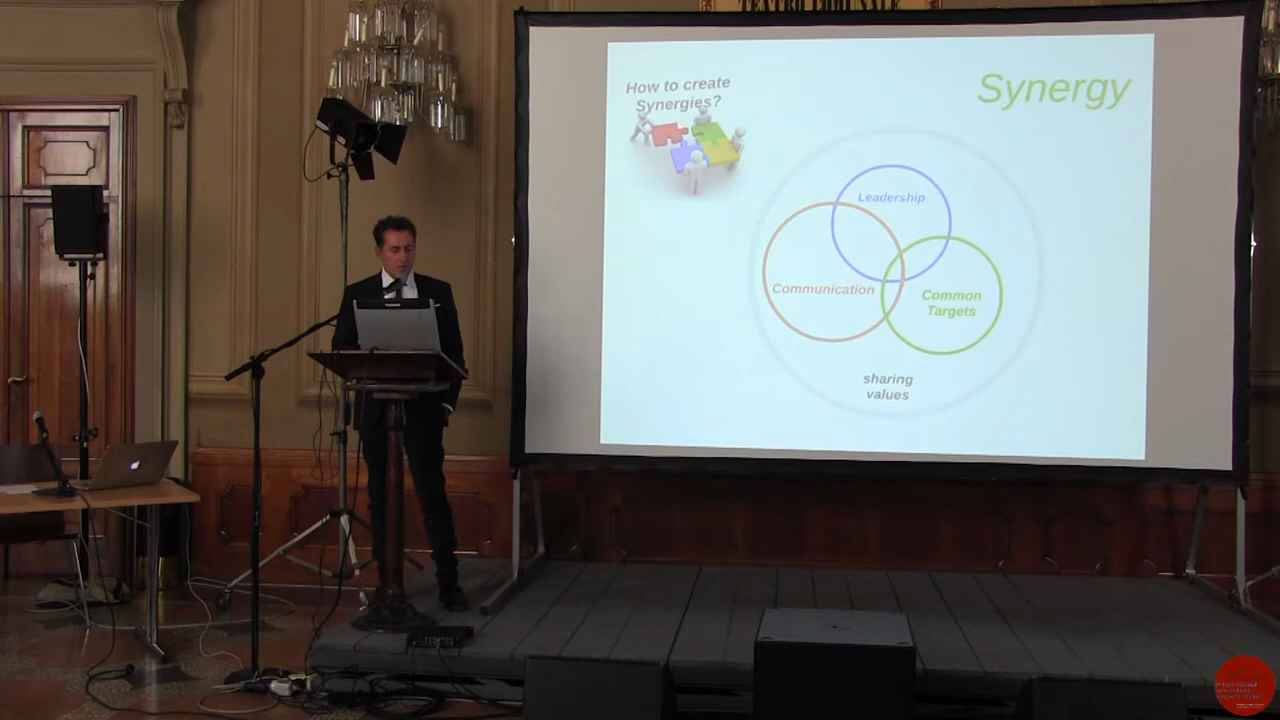 How to create
Synergies?
Synergy
Leadership
Communication
Common
Targets
sharing
values